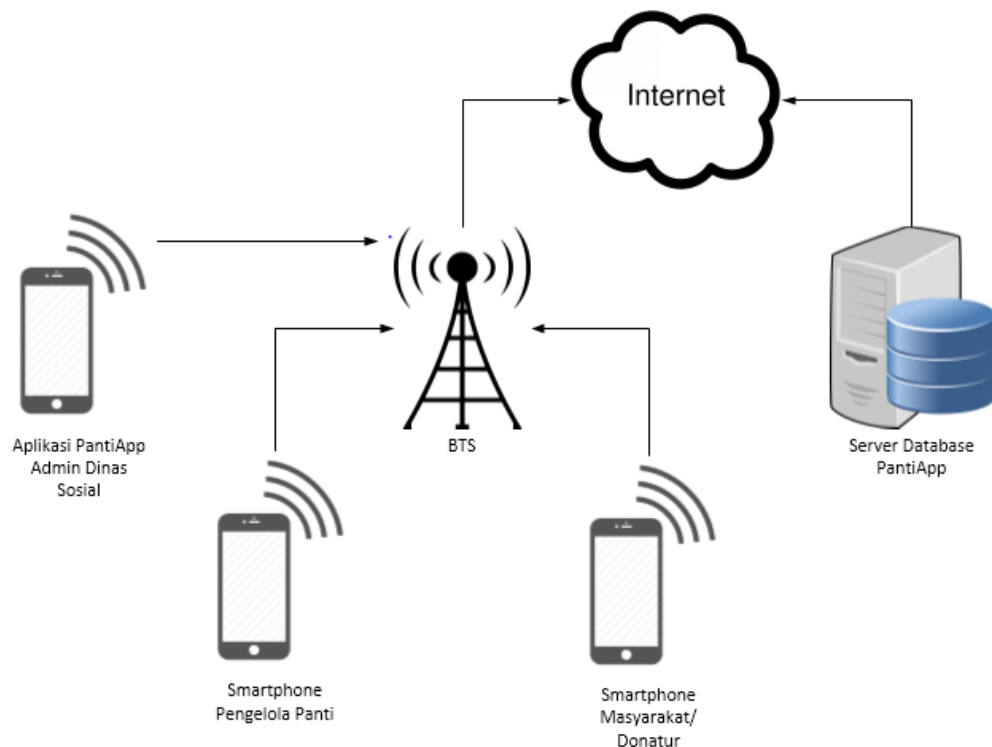 Internet
BTS
Aplikasi PantiApp
Admin Dinas
Sosial
Server Database
PantiApp
Smartphone
Pengelola Panti
Smartphone
Masyarakat/
Donatur